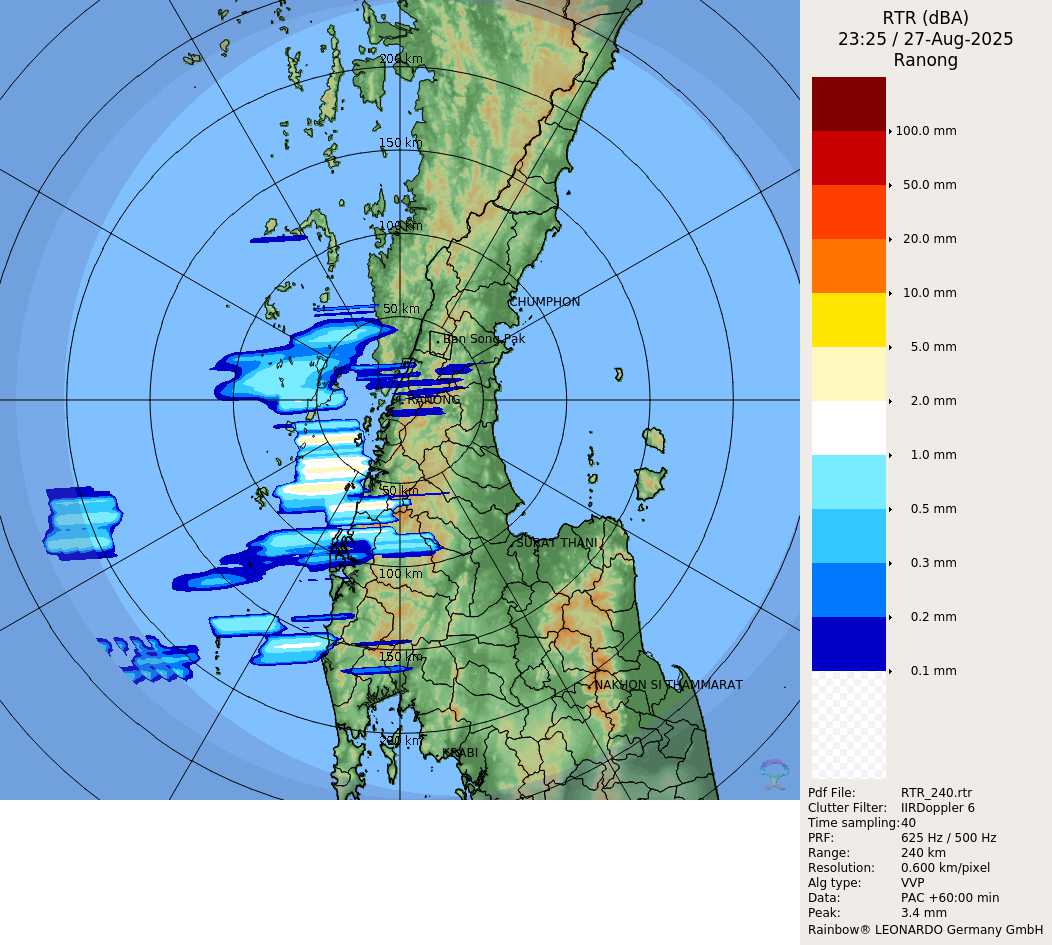 RTR (dBA)
23:25 / 27-Aug-2025
Ranong
200 km
150 km
100 km
50 km
CHUMPHON
Ban Song Pak
RANONG
50 km
SURAT THANI
100 km
150 km
NAKHON SI THAMMARAT
200 km
KRABI
100.0 mm
50.0 mm
20.0 mm
10.0 mm
5.0 mm
2.0 mm
1.0 mm
0.5 mm
0.3 mm
0.2 mm
0.1 mm
Pdf File: RTR_240.rtr
Clutter Filter: IIRDoppler 6
Time sampling: 40
PRF: 625 Hz / 500 Hz
Range: 240 km
Resolution: 0.600 km/pixel
Alg type: VVP
Data: PAC +60:00 min
Peak: 3.4 mm
Rainbow® LEONARDO Germany GmbH